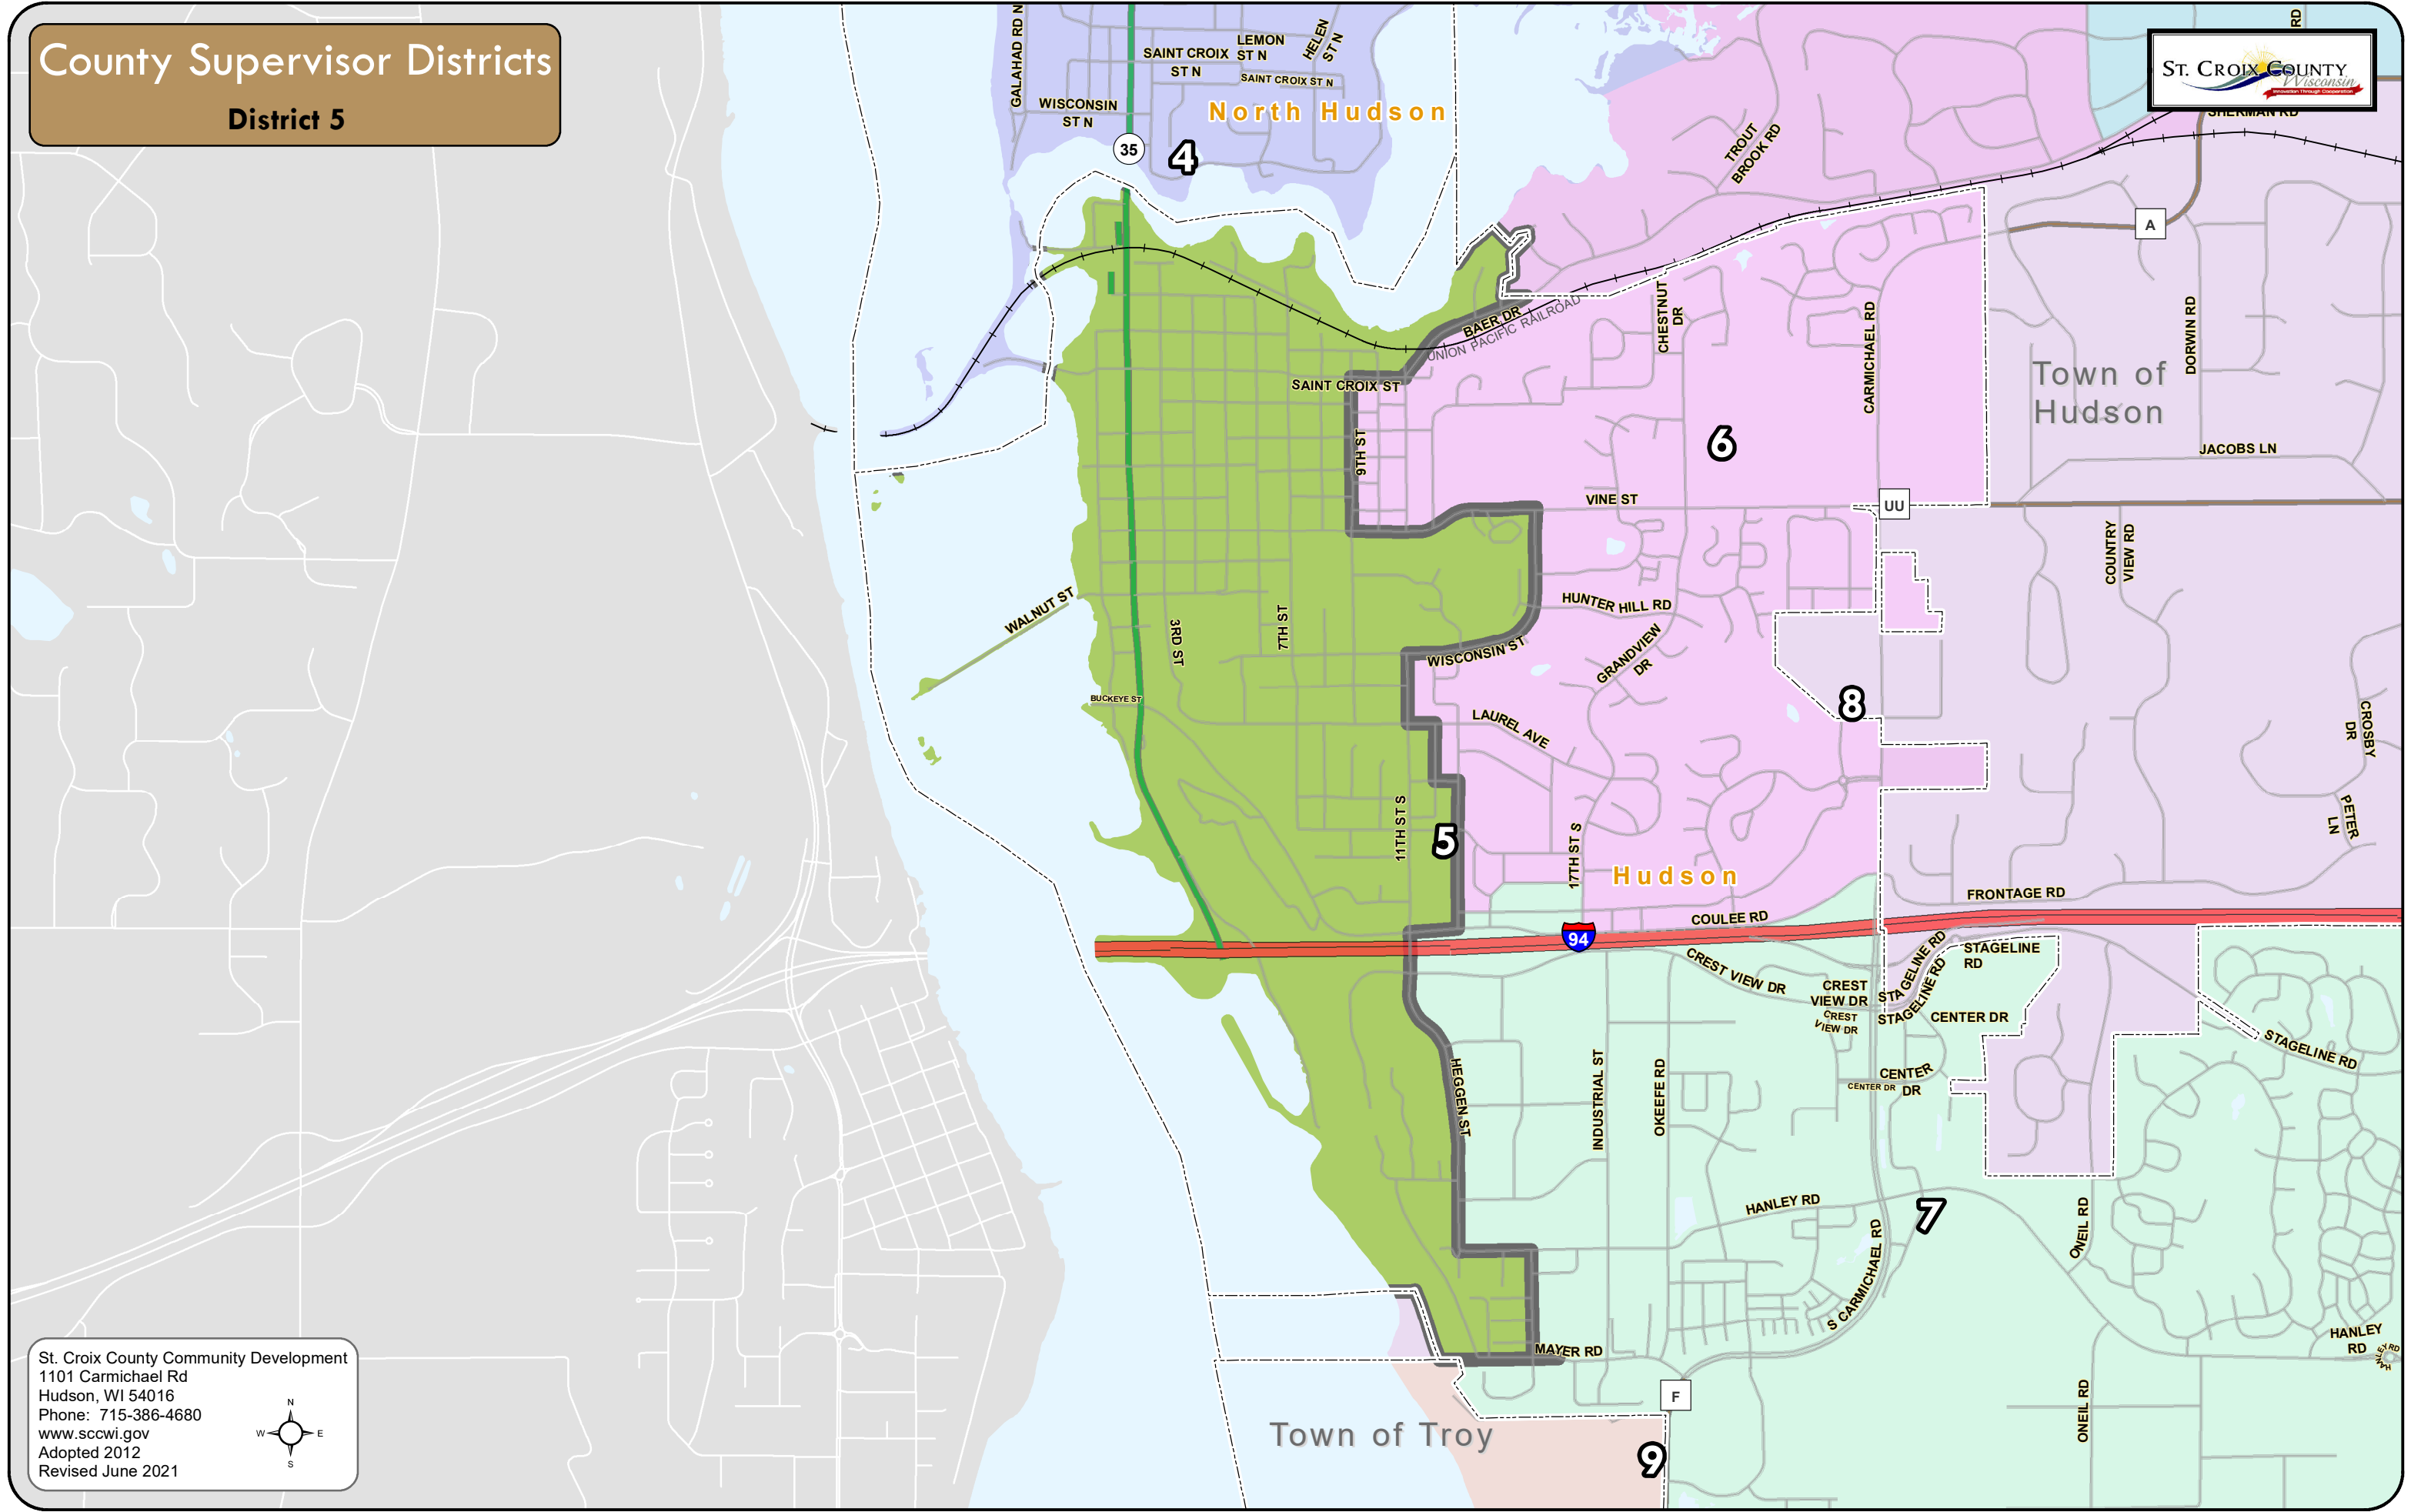 County Supervisor Districts
District 5
GALAHAD RD N
SAINT CROIX
ST N
LEMON
ST N
HELEN
ST N
SAINT CROIX ST N
WISCONSIN
ST N
North Hudson
35
4
TROUT
BROOK RD
RD
ST. CROIX COUNTY
Wisconsin
Innovation Through Cooperation
SHERMAN RD
A
BAER DR
UNION PACIFIC RAILROAD
CHESTNUT
DR
CARMICHAEL RD
DORWIN RD
Town of
Hudson
SAINT CROIX ST
9TH ST
6
JACOBS LN
VINE ST
UU
COUNTRY
VIEW RD
WALNUT ST
3RD ST
7TH ST
HUNTER HILL RD
WISCONSIN ST
GRANDVIEW
DR
BUCKEYE ST
LAUREL AVE
8
CROSBY
DR
PETER
LN
11TH ST S
5
17TH ST S
Hudson
FRONTAGE RD
COULEE RD
94
CREST VIEW DR
CREST
VIEW DR
CREST
VIEW DR
STAGELINE RD
STAGELINE RD
STAGELINE
RD
CENTER DR
STAGELINE RD
HEGGEN ST
INDUSTRIAL ST
OKEEFE RD
CENTER
DR
CENTER DR
HANLEY RD
7
ONEIL RD
S CARMICHAEL RD
MAYER RD
HANLEY
RD
HANLEY RD
F
ONEIL RD
Town of Troy
9
St. Croix County Community Development
1101 Carmichael Rd
Hudson, WI 54016
Phone: 715-386-4680
www.sccwi.gov
Adopted 2012
Revised June 2021
N
W
E
S